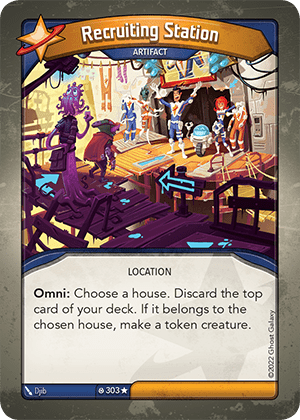 Recruiting Station
ARTIFACT
LOCATION
Omni: Choose a house. Discard the top
card of your deck. If it belongs to the
chosen house, make a token creature.
©2022 Ghost Galaxy
Djib
303★